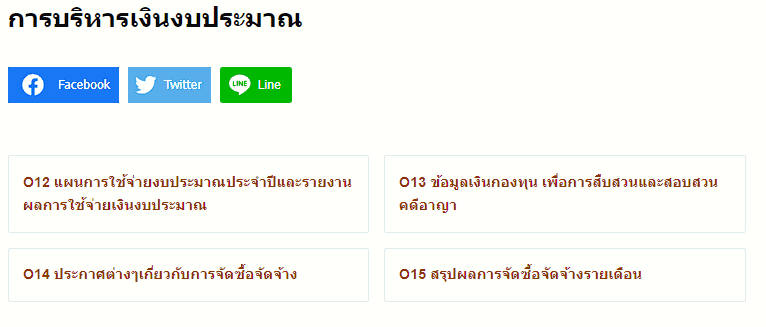 การบริหารเงินงบประมาณ
Facebook
Twitter
LINE
Line
O12 แผนการใช้จ่ายงบประมาณประจำปีและรายงาน
ผลการใช้จ่ายเงินงบประมาณ
O13 ข้อมูลเงินกองทุน เพื่อการสืบสวนและสอบสวน
คดีอาญา
O14 ประกาศต่างๆเกี่ยวกับการจัดซื้อจัดจ้าง
O15 สรุปผลการจัดซื้อจัดจ้างรายเดือน